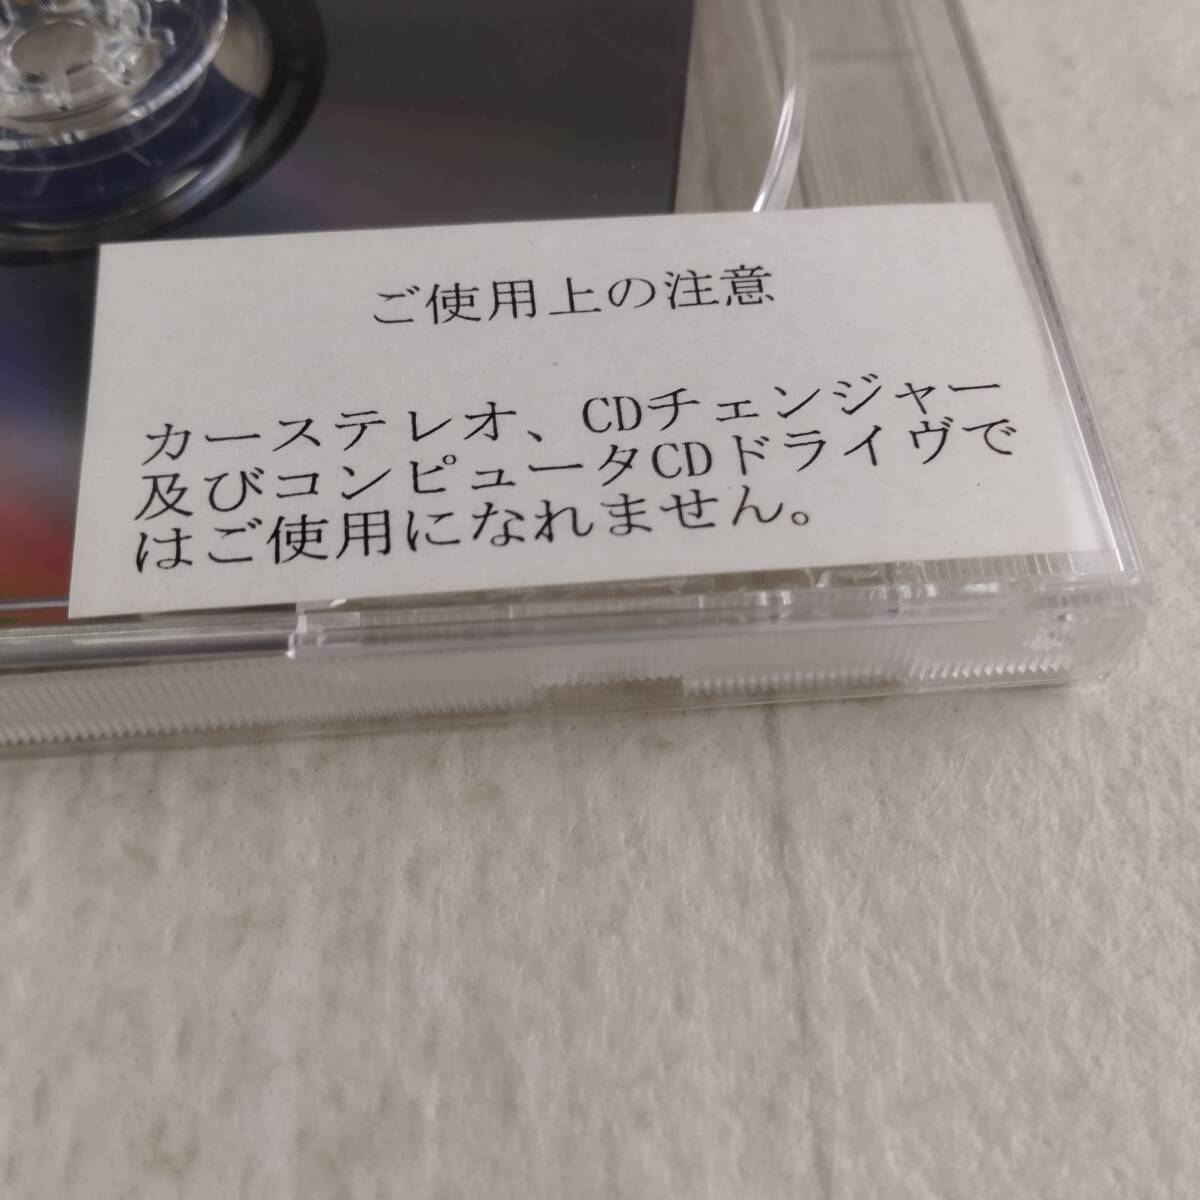 ご使用上の注意
カーステレオ、CDチェンジャー
及びコンピュータCDドライヴで
はご使用になれません。